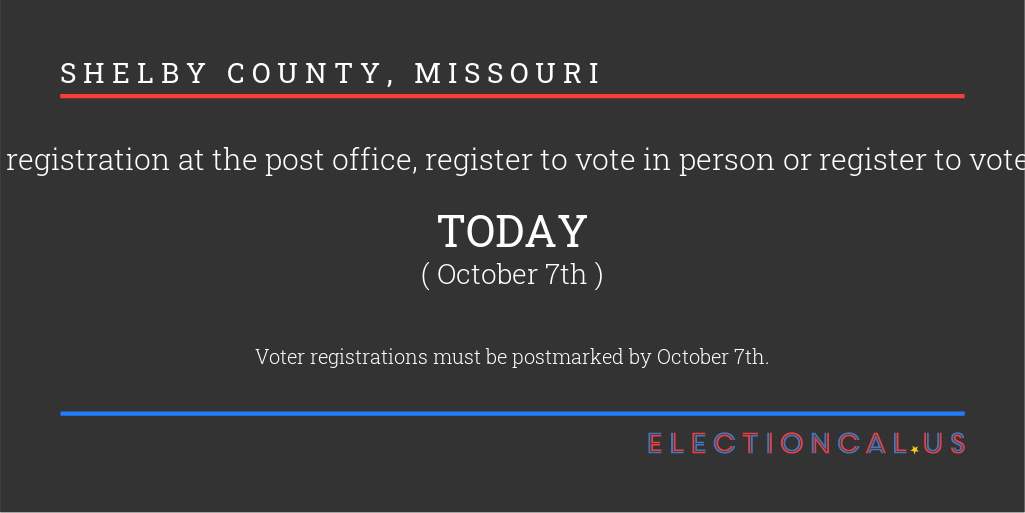 SHELBY COUNTY, MISSOURI
registration at the post office, register to vote in person or register to vote
TODAY
( October 7th )
Voter registrations must be postmarked by October 7th.
ELECTIONCAL.US